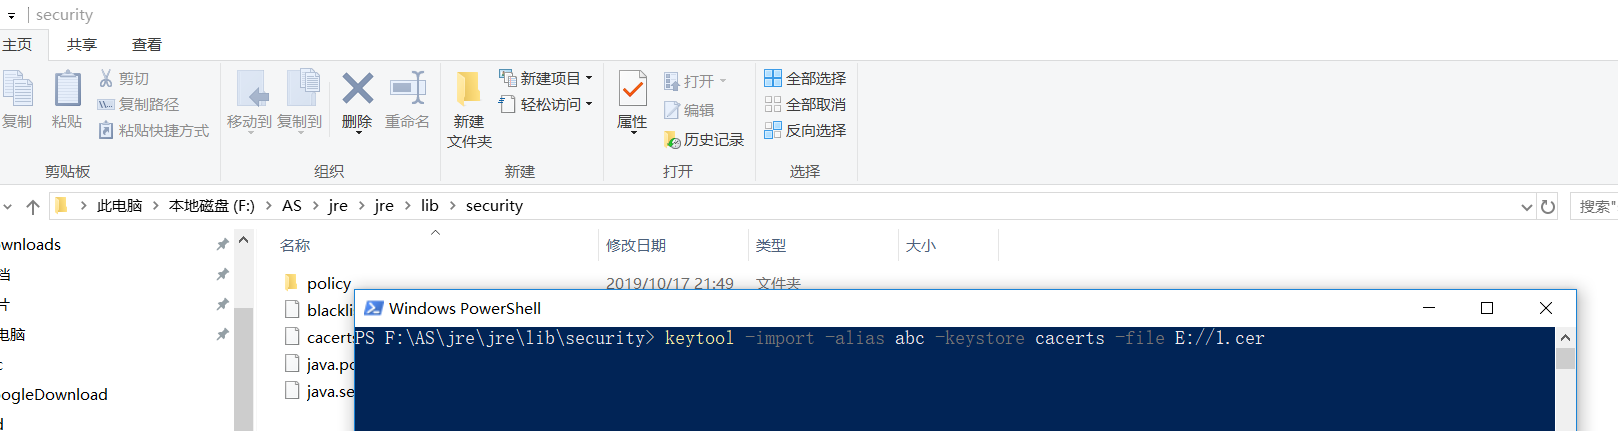 security
主页 共享 查看
复制
粘贴
剪切
复制路径
粘贴快捷方式
剪贴板
移动到
复制到
删除
重命名
组织
新建
文件夹
新建项目
轻松访问
新建
属性
打开
编辑
历史记录
打开
全部选择
全部取消
反向选择
选择
此电脑 本地磁盘 (F:) AS jre jre lib security
搜索"
名称 修改日期 类型 大小
wnloads
档
片
电脑
c
ogleDownload
d
policy 2019/10/17 21:49 文件夹
blackli
cacerts
java.po
java.se
Windows PowerShell
PS F:\AS\jre\jre\lib\security> keytool -import -alias abc -keystore cacerts -file E://1.cer